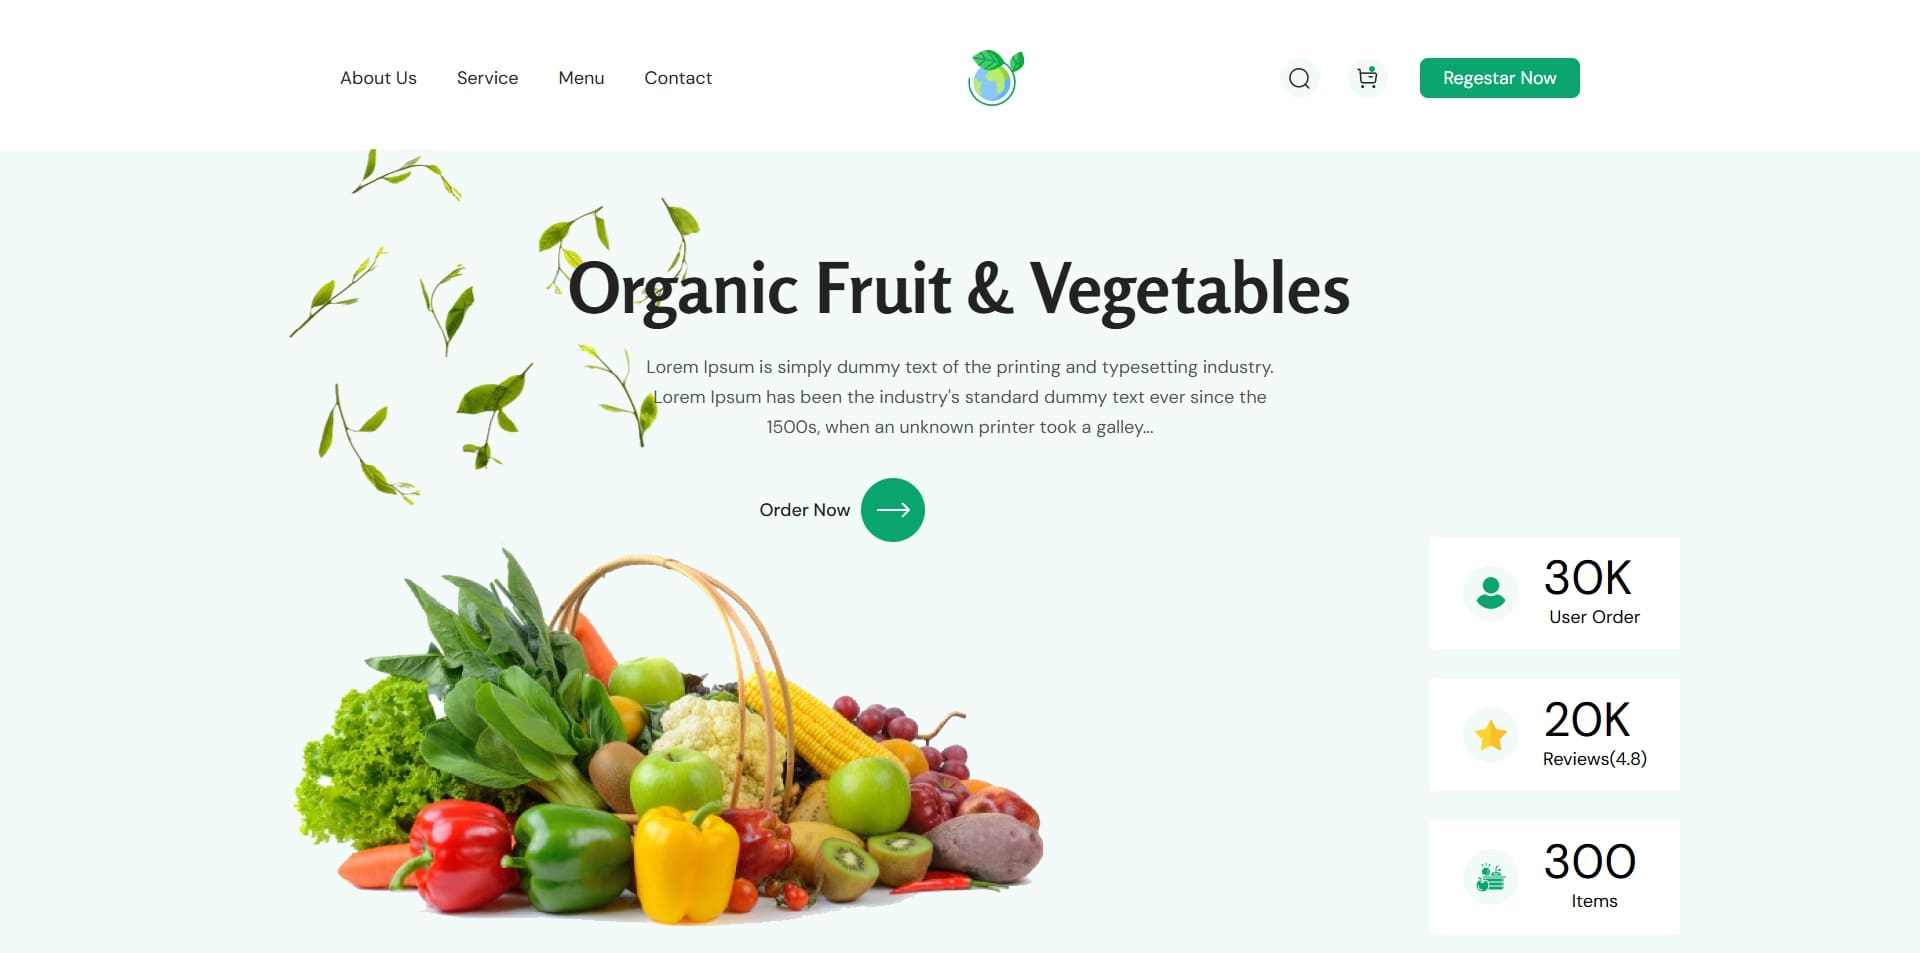 About Us
Service
Menu
Contact
Regestar Now
Organic Fruit & Vegetables
Lorem Ipsum is simply dummy text of the printing and typesetting industry.
Lorem Ipsum has been the industry's standard dummy text ever since the
1500s, when an unknown printer took a galley...
Order Now
30K
User Order
20K
Reviews(4.8)
300
Items